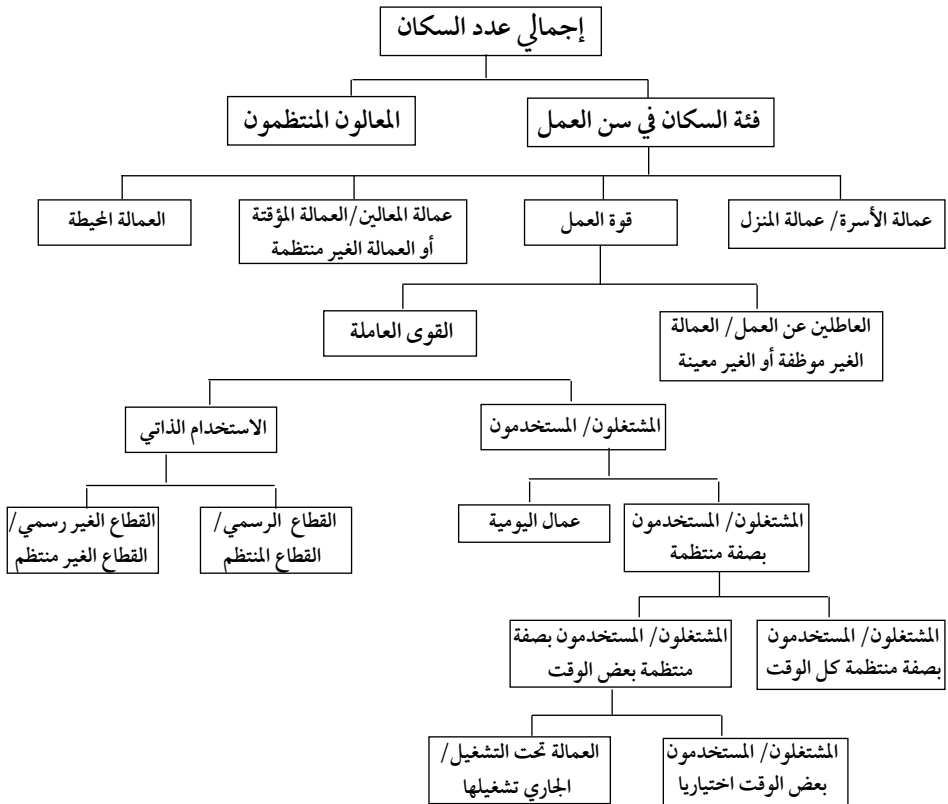 إجمالي عدد السكان
فئة السكان في سن العمل
المعالون المنتظمون
عمالة الأسرة/ عمالة المنزل
قوة العمل
عمالة المعالين/العمالة المؤقتة
أو العمالة الغير منتظمة
العمالة المحيطة
العاطلين عن العمل/ العمالة
الغير موظفة أو الغير معينة
القوى العاملة
المشتغلون/ المستخدمون
الاستخدام الذاتي
المشتغلون/ المستخدمون
بصفة منتظمة
عمال اليومية
القطاع الرسمي/
القطاع المنتظم
القطاع الغير رسمي/
القطاع الغير منتظم
المشتغلون/ المستخدمون
بصفة منتظمة كل الوقت
المشتغلون/ المستخدمون بصفة
منتظمة بعض الوقت
المشتغلون/ المستخدمون
بعض الوقت اختياريا
العمالة تحت التشغيل/
الجاري تشغيلها